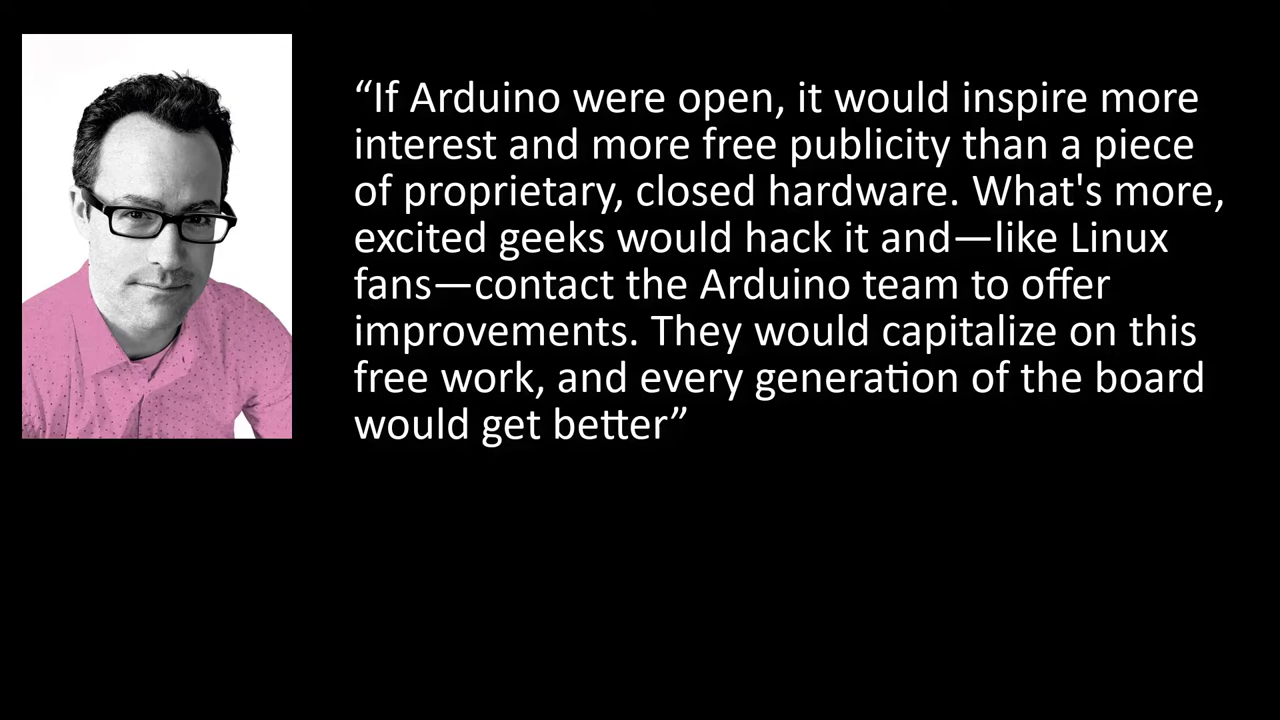 “If Arduino were open, it would inspire more
interest and more free publicity than a piece
of proprietary, closed hardware. What's more,
excited geeks would hack it and—like Linux
fans—contact the Arduino team to offer
improvements. They would capitalize on this
free work, and every generation of the board
would get better”